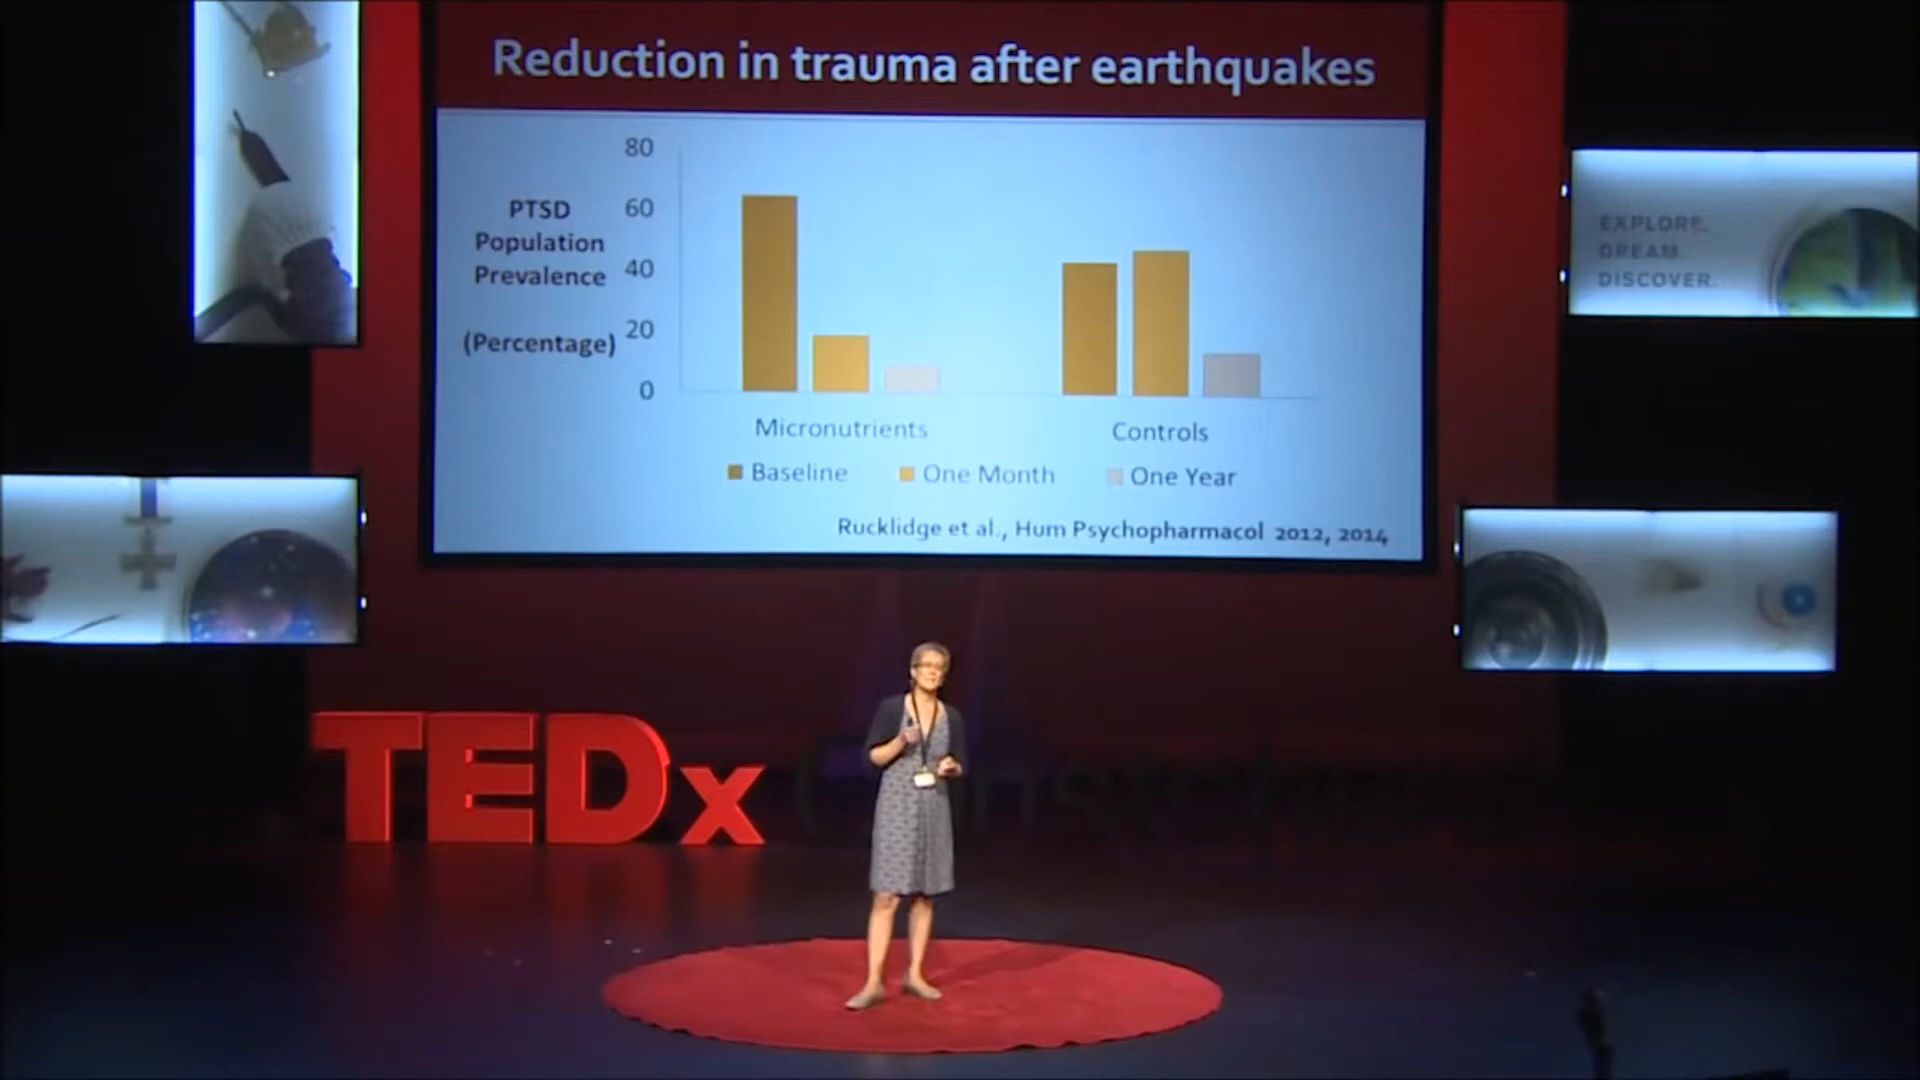 Reduction in trauma after earthquakes
80
60
40
20
0
PTSD
Population
Prevalence
(Percentage)
Micronutrients
Controls
Baseline
One Month
One Year
Rucklidge et al., Hum Psychopharmacol 2012, 2014
EXPLORE.
DREAM.
DISCOVER.
TEDx